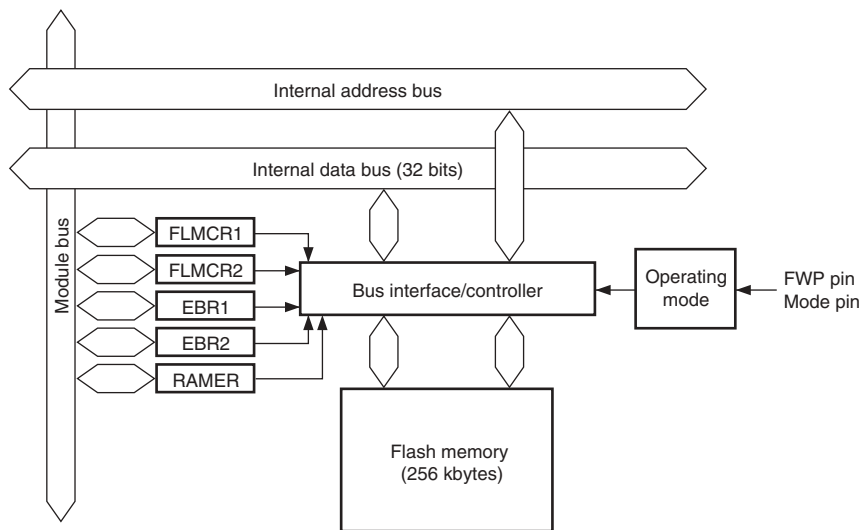 Internal address bus
Internal data bus (32 bits)
Module bus
FLMCR1
FLMCR2
EBR1
EBR2
RAMER
Bus interface/controller
Operating
mode
FWP pin
Mode pin
Flash memory
(256 kbytes)